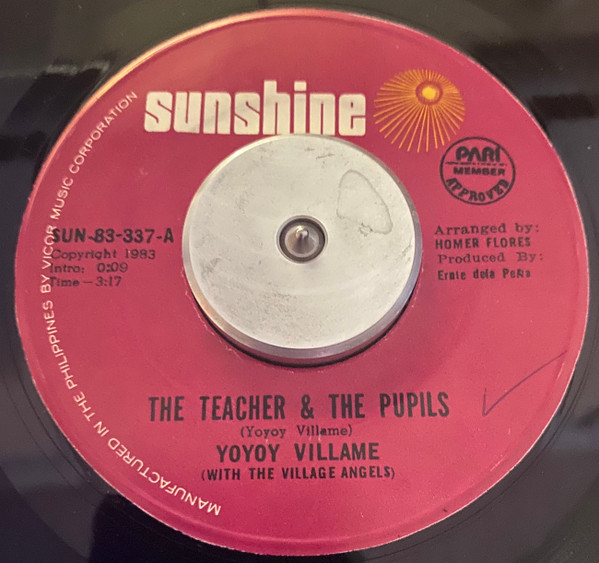 sunshine
PARI
MEMBER
APPROVED
MANUFACTURED IN THE PHILIPPINES BY VICOR MUSIC CORPORATION
SUN-83-337-A
Copyright 1983
Intro: 0:09
Time—3:17
Arranged by:
HOMER FLORES
Produced By:
Ernie dela Peña
THE TEACHER & THE PUPILS
(Yoyoy Villame)
YOYOY VILLAME
(WITH THE VILLAGE ANGELS)